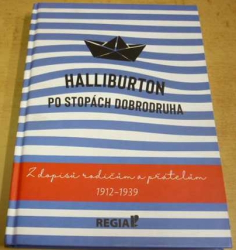 HALLIBURTON
PO STOPÁCH DOBRODRUHA
Z dopisů rodičům a přátelům
1912-1939
REGIA